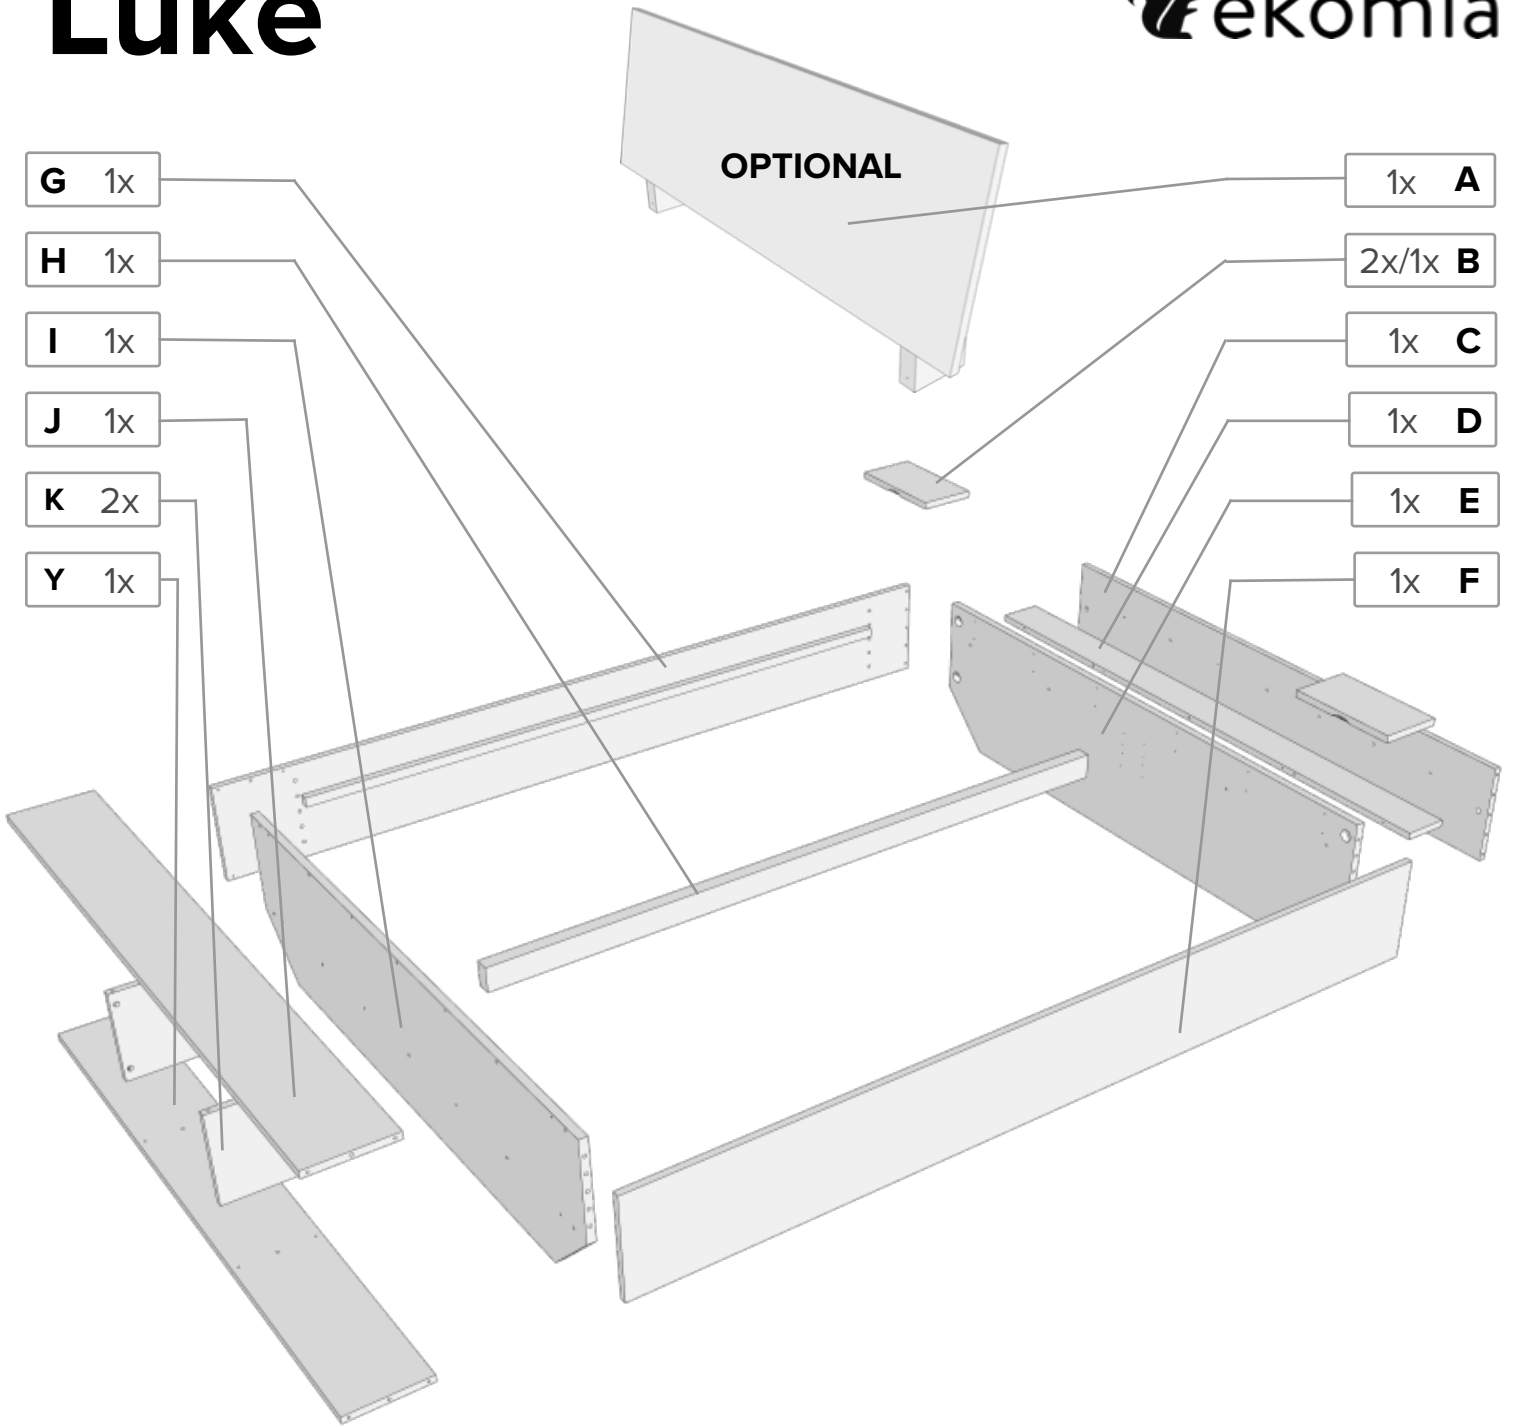 Luke
ekomia
OPTIONAL
G 1x
H 1x
I 1x
J 1x
K 2x
Y 1x
1x A
2x/1x B
1x C
1x D
1x E
1x F